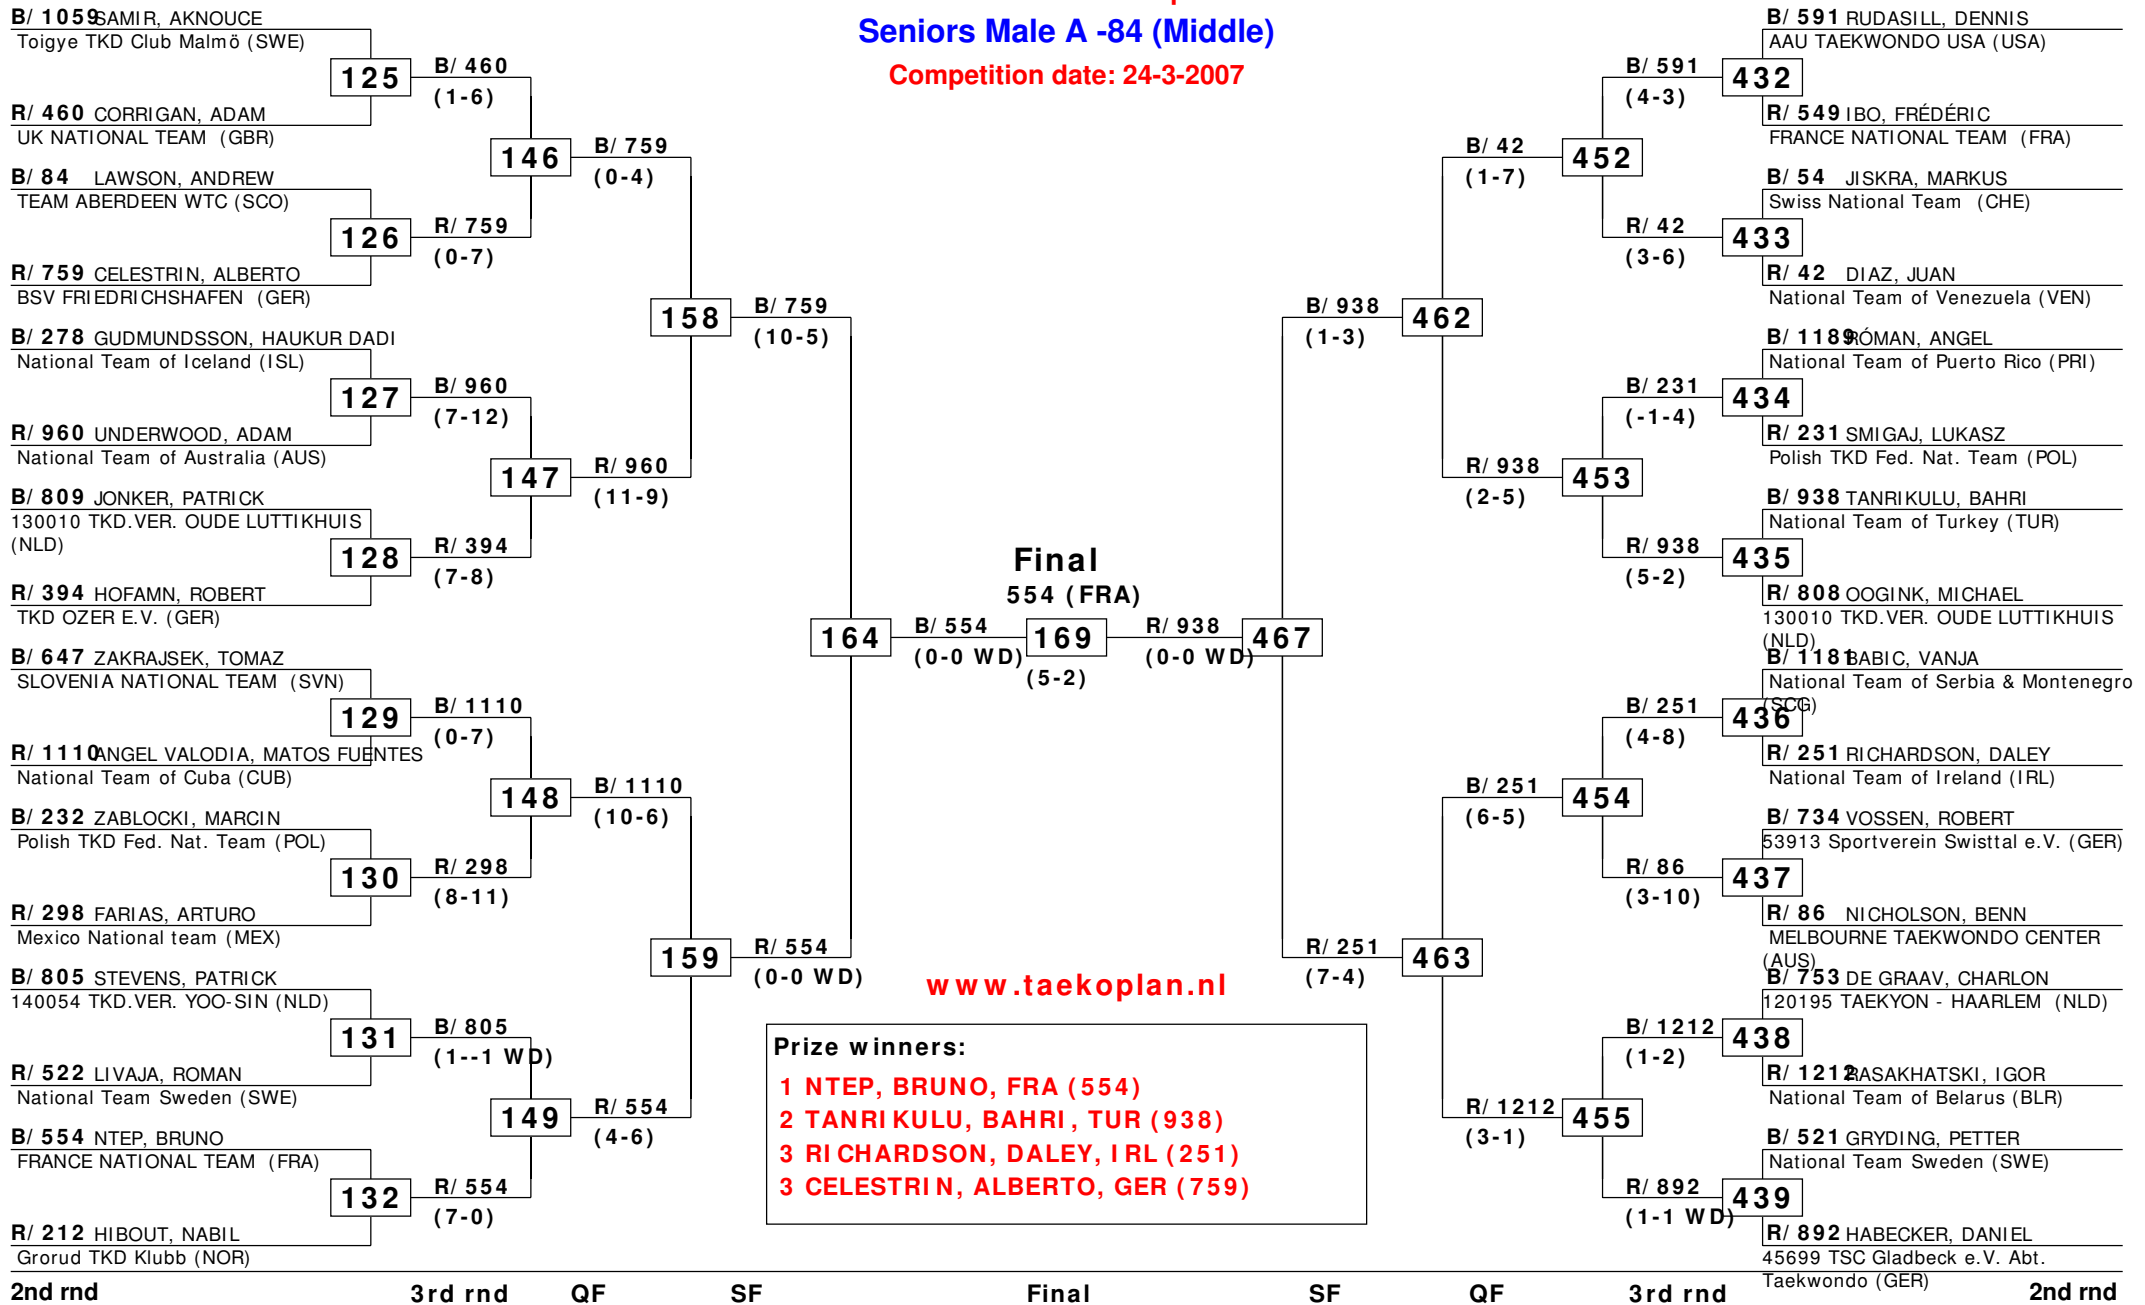 Seniors Male A -84 (Middle)
Competition date: 24-3-2007
B/ 1059 SAMIR, AKNOUCE
Toigye TKD Club Malmö (SWE)
125
R/ 460 CORRIGAN, ADAM
UK NATIONAL TEAM (GBR)
B/ 84 LAWSON, ANDREW
TEAM ABERDEEN WTC (SCO)
126
R/ 759 CELESTRIN, ALBERTO
BSV FRIEDRICHSHAFEN (GER)
B/ 278 GUDMUNDSSON, HAUKUR DADI
National Team of Iceland (ISL)
127
R/ 960 UNDERWOOD, ADAM
National Team of Australia (AUS)
B/ 809 JONKER, PATRICK
130010 TKD.VER. OUDE LUTTIKHUIS
(NLD)
128
R/ 394 HOFAMN, ROBERT
TKD OZER E.V. (GER)
B/ 647 ZAKRAJSEK, TOMAZ
SLOVENIA NATIONAL TEAM (SVN)
129
R/ 1110 ANGEL VALODIA, MATOS FUENTES
National Team of Cuba (CUB)
B/ 232 ZABLOCKI, MARCIN
Polish TKD Fed. Nat. Team (POL)
130
R/ 298 FARIAS, ARTURO
Mexico National team (MEX)
B/ 805 STEVENS, PATRICK
140054 TKD.VER. YOO-SIN (NLD)
131
R/ 522 LIVAJA, ROMAN
National Team Sweden (SWE)
B/ 554 NTEP, BRUNO
FRANCE NATIONAL TEAM (FRA)
132
R/ 212 HIBOUT, NABIL
Grorud TKD Klubb (NOR)
B/ 460
(1-6)
146
R/ 759
(0-7)
B/ 960
(7-12)
147
R/ 394
(7-8)
B/ 1110
(0-7)
148
R/ 298
(8-11)
B/ 805
(1--1 WD)
149
R/ 554
(7-0)
B/ 759
(0-4)
158
R/ 960
(11-9)
B/ 1110
(10-6)
159
R/ 554
(4-6)
B/ 759
(10-5)
164
R/ 554
(0-0 WD)
Final
554 (FRA)
B/ 554
(0-0 WD)
169
(5-2)
R/ 938
(0-0 WD)
467
B/ 938
(1-3)
R/ 251
(7-4)
B/ 42
(1-7)
462
R/ 938
(2-5)
B/ 251
(6-5)
463
R/ 1212
(3-1)
B/ 591
(4-3)
452
R/ 42
(3-6)
B/ 231
(-1-4)
453
R/ 938
(5-2)
B/ 251
(4-8)
454
R/ 86
(3-10)
B/ 1212
(1-2)
455
R/ 892
(1-1 WD)
B/ 591 RUDASILL, DENNIS
AAU TAEKWONDO USA (USA)
432
R/ 549 IBO, FRÉDÉRIC
FRANCE NATIONAL TEAM (FRA)
B/ 54 JISKRA, MARKUS
Swiss National Team (CHE)
433
R/ 42 DIAZ, JUAN
National Team of Venezuela (VEN)
B/ 1189 RÓMAN, ANGEL
National Team of Puerto Rico (PRI)
434
R/ 231 SMIGAJ, LUKASZ
Polish TKD Fed. Nat. Team (POL)
B/ 938 TANRIKULU, BAHRI
National Team of Turkey (TUR)
435
R/ 808 OOGINK, MICHAEL
130010 TKD.VER. OUDE LUTTIKHUIS
(NLD)
B/ 1181 BABIC, VANJA
National Team of Serbia & Montenegro
(SCG)
436
R/ 251 RICHARDSON, DALEY
National Team of Ireland (IRL)
B/ 734 VOSSEN, ROBERT
53913 Sportverein Swisttal e.V. (GER)
437
R/ 86 NICHOLSON, BENN
MELBOURNE TAEKWONDO CENTER
(AUS)
B/ 753 DE GRAAV, CHARLON
120195 TAEKYON - HAARLEM (NLD)
438
R/ 1212 RASAKHATSKI, IGOR
National Team of Belarus (BLR)
B/ 521 GRYDING, PETTER
National Team Sweden (SWE)
439
R/ 892 HABECKER, DANIEL
45699 TSC Gladbeck e.V. Abt.
Taekwondo (GER)
www.taekoplan.nl
Prize winners:
1 NTEP, BRUNO, FRA (554)
2 TANRIKULU, BAHRI, TUR (938)
3 RICHARDSON, DALEY, IRL (251)
3 CELESTRIN, ALBERTO, GER (759)
2nd rnd 3rd rnd QF SF Final SF QF 3rd rnd 2nd rnd